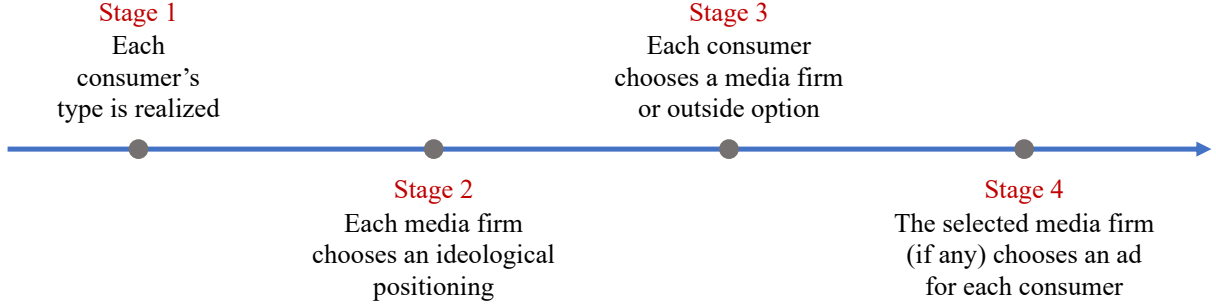 Stage 1
Each
consumer’s
type is realized
Stage 2
Each media firm
chooses an ideological
positioning
Stage 3
Each consumer
chooses a media firm
or outside option
Stage 4
The selected media firm
(if any) chooses an ad
for each consumer